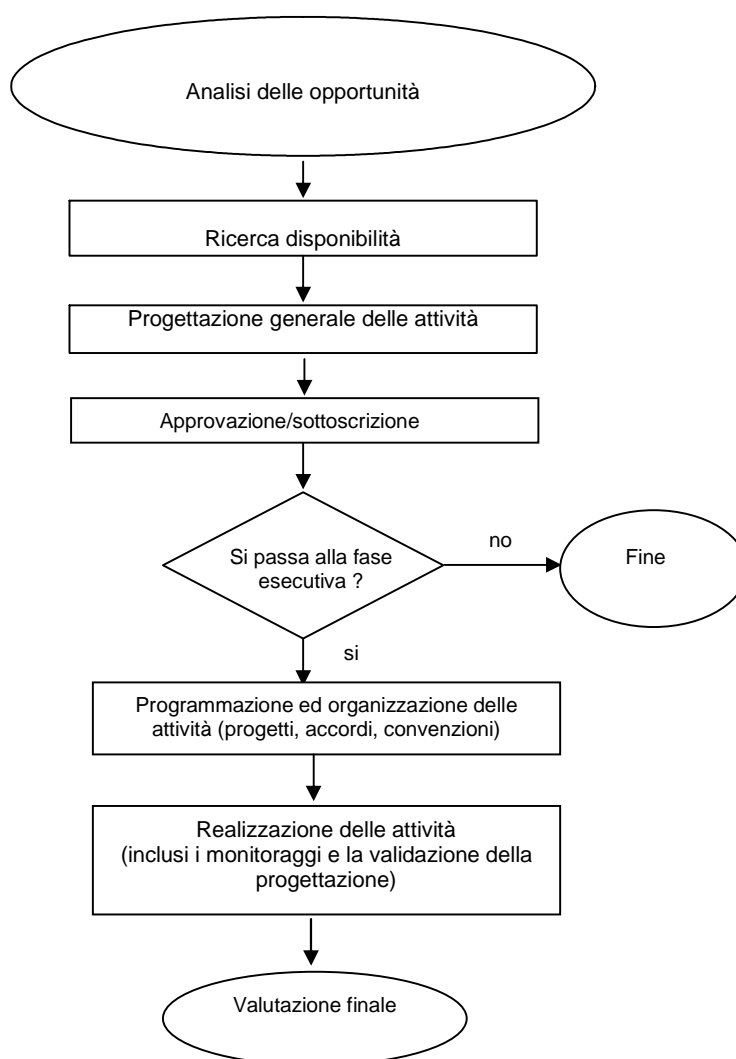 Analisi delle opportunità
Ricerca disponibilità
Progettazione generale delle attività
Approvazione/sottoscrizione
Si passa alla fase
esecutiva ?
no
Fine
si
Programmazione ed organizzazione delle
attività (progetti, accordi, convenzioni)
Realizzazione delle attività
(inclusi i monitoraggi e la validazione della
progettazione)
Valutazione finale